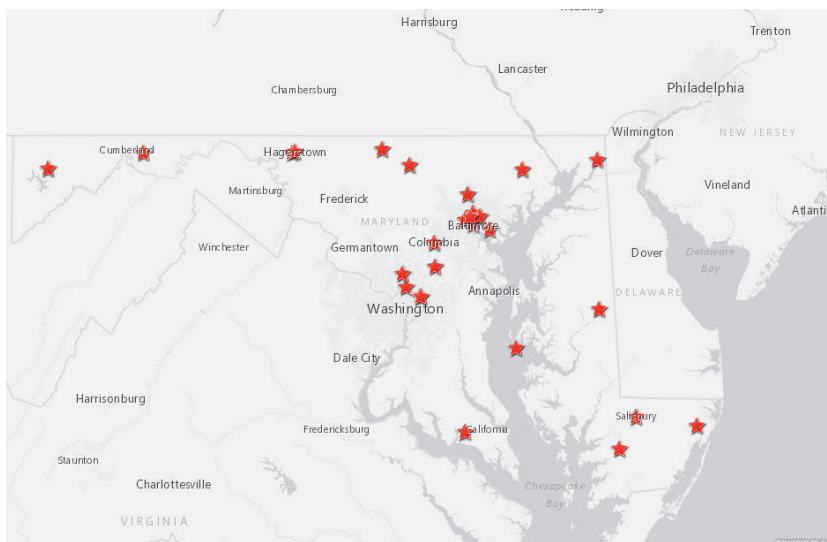 Harrisburg
Trenton
Lancaster
Philadelphia
Chambersburg
Wilmington
NEW JERSEY
Cumberland
Hagerstown
Martinsburg
Frederick
Vineland
MARYLAND
Baltimore
Atlanti
Winchester
Germantown
Columbia
Dover
Delaware
Bay
Annapolis
DELAWARE
Washington
Dale City
Harrisonburg
Salisbury
Fredericksburg
California
Staunton
Charlottesville
Chesapeake
Bay
VIRGINIA